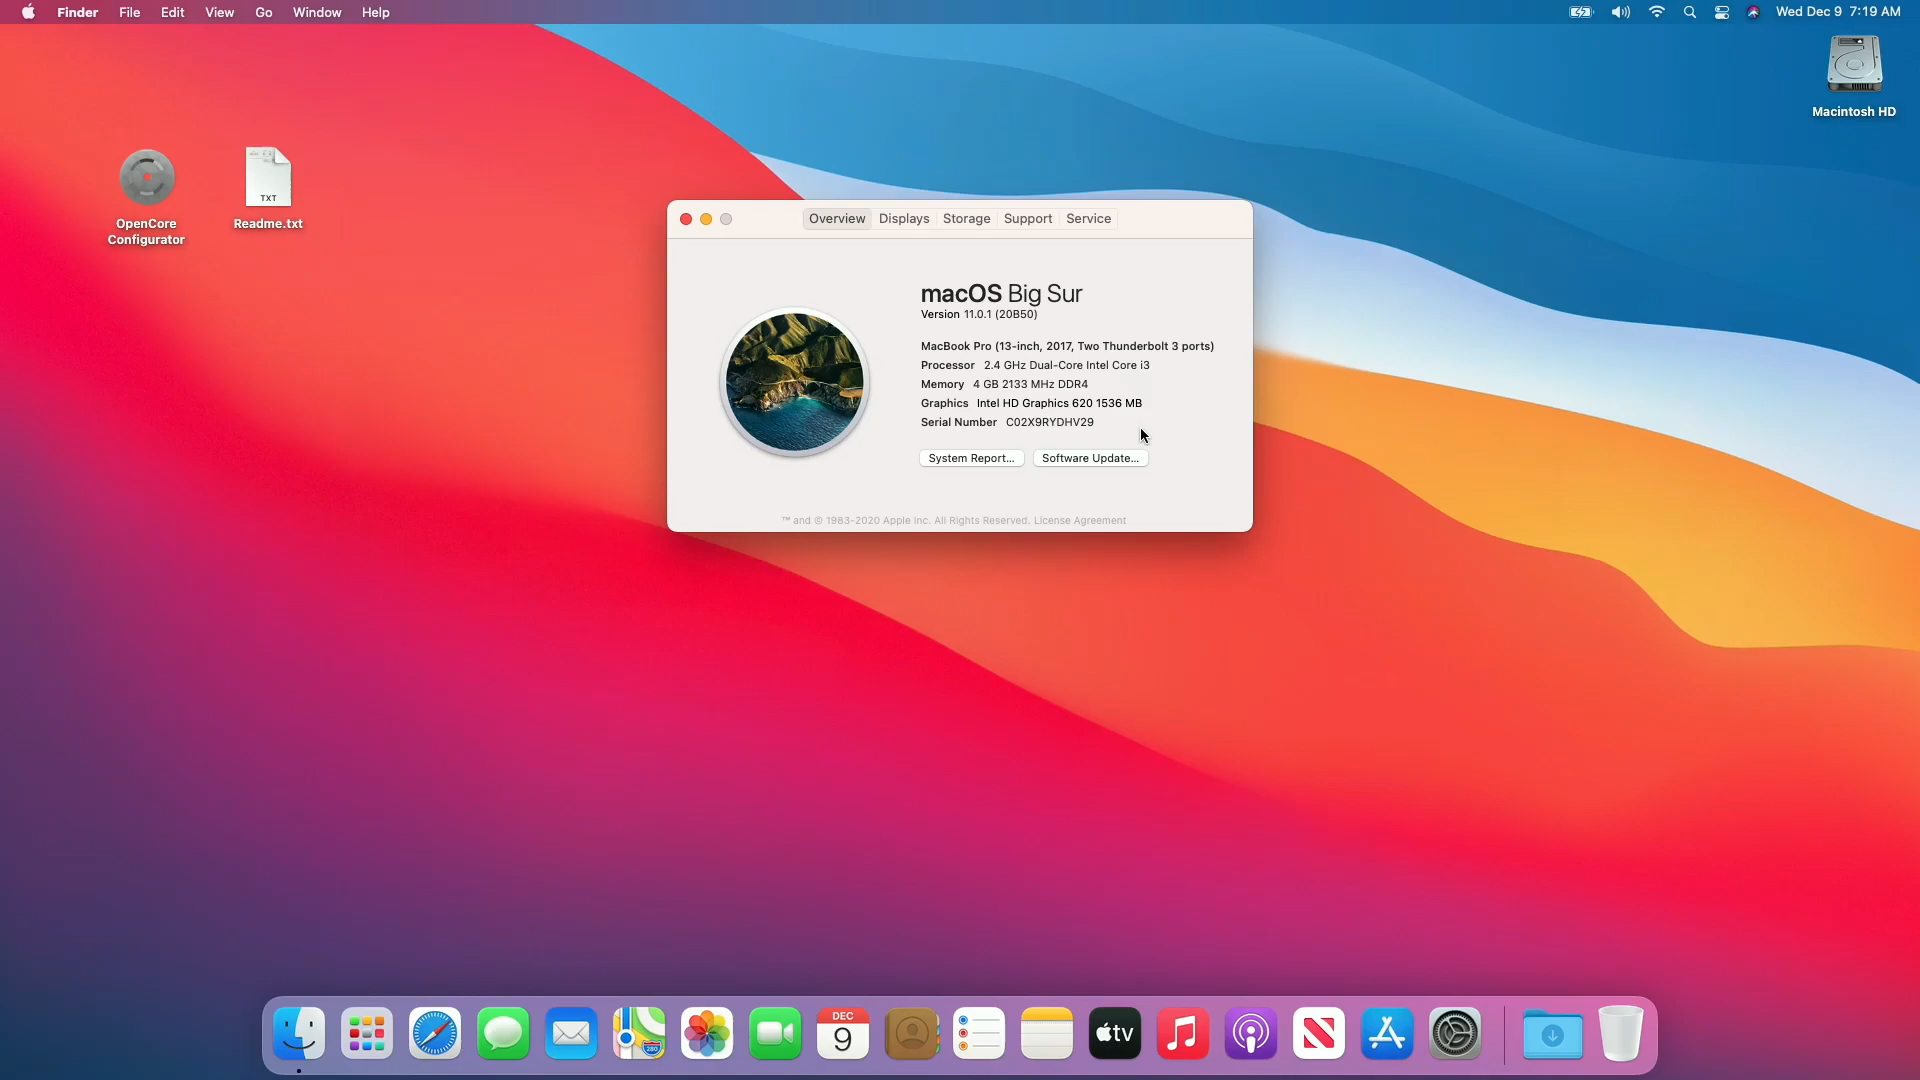 Finder File Edit View Go Window Help
Wed Dec 9 7:19 AM
Macintosh HD
OpenCore
Configurator
TXT
Readme.txt
Overview Displays Storage Support Service
macOS Big Sur
Version 11.0.1 (20B50)
MacBook Pro (13-inch, 2017, Two Thunderbolt 3 ports)
Processor 2.4 GHz Dual-Core Intel Core i3
Memory 4 GB 2133 MHz DDR4
Graphics Intel HD Graphics 620 1536 MB
Serial Number C02X9RYDHV29
System Report... Software Update...
™ and © 1983-2020 Apple Inc. All Rights Reserved. License Agreement
280
DEC
9
tv